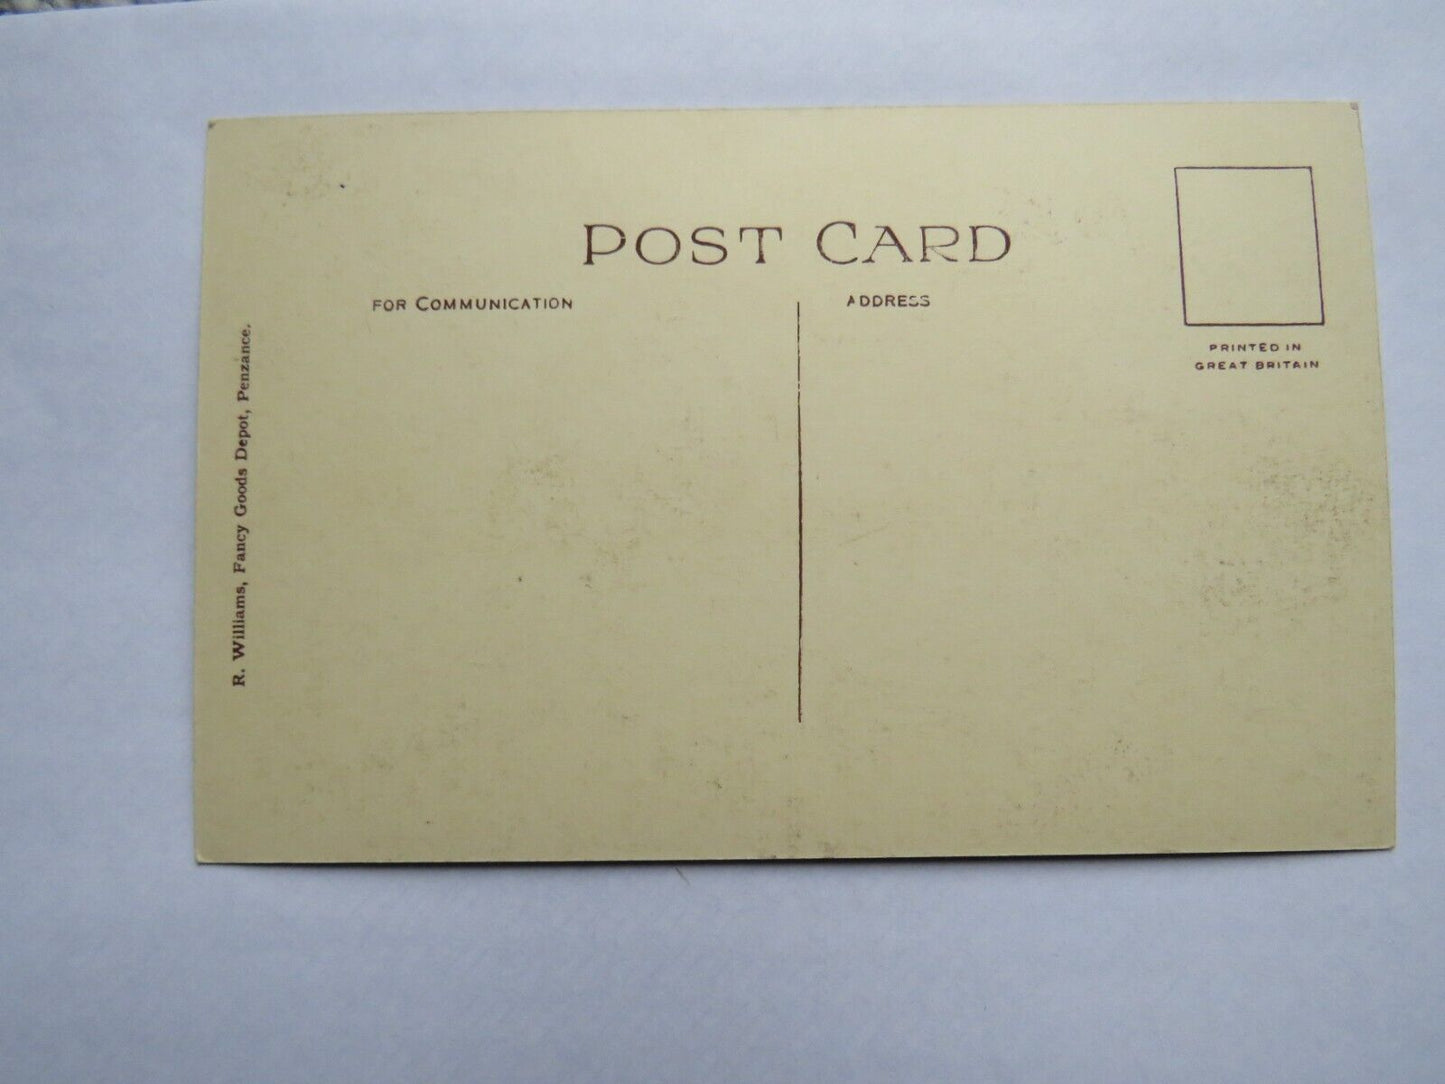 POST CARD
FOR COMMUNICATION
ADDRESS
PRINTED IN
GREAT BRITAIN
R. Williams, Fancy Goods Depot, Penzance.